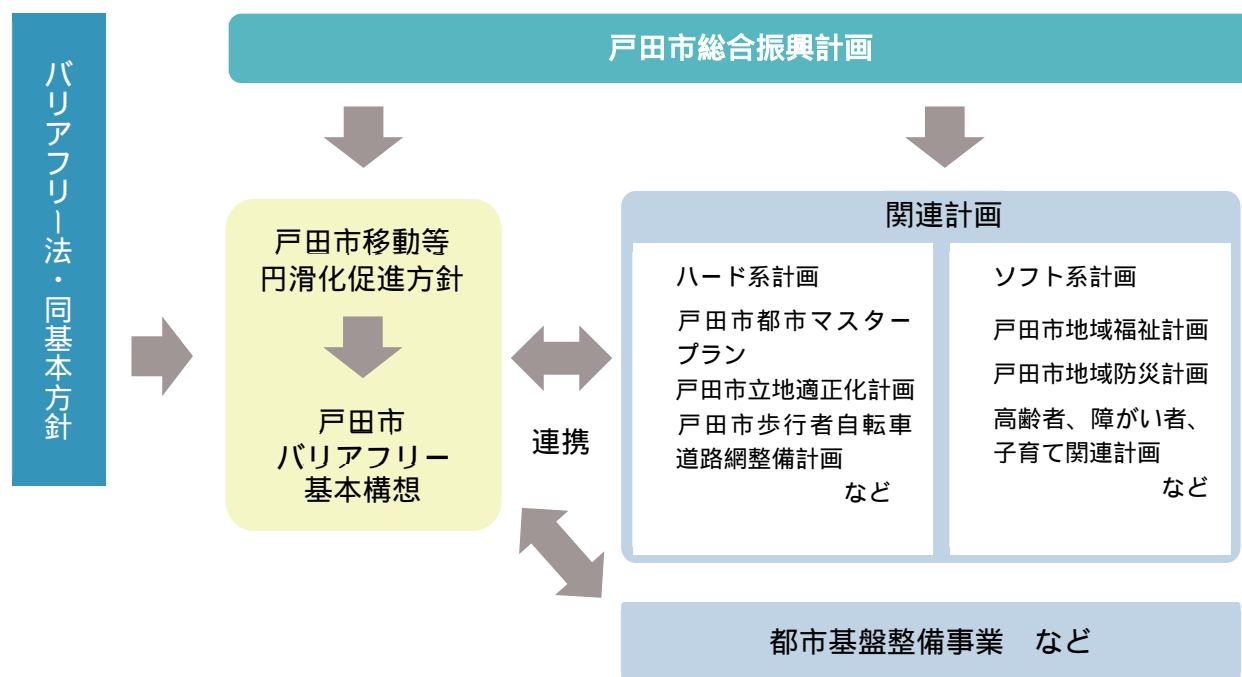 バリアフリー法・同基本方針
戸田市総合振興計画
戸田市移動等
円滑化促進方針
戸田市
バリアフリー
基本構想
連携
関連計画
ハード系計画
戸田市都市マスター
プラン
戸田市立地適正化計画
戸田市歩行者自転車
道路網整備計画
など
ソフト系計画
戸田市地域福祉計画
戸田市地域防災計画
高齢者、障がい者、
子育て関連計画
など
都市基盤整備事業　など